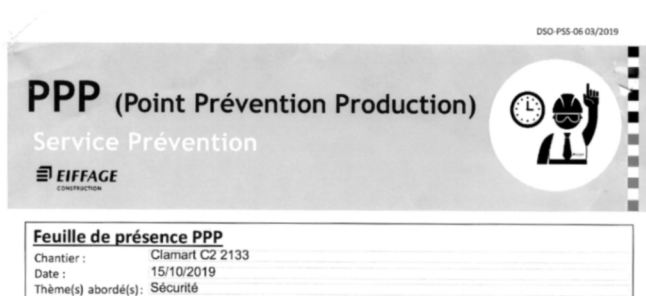 DSO-PSS-06 03/2019
PPP (Point Prévention Production)
Service Prévention
EIFFAGE
CONSTRUCTION
Feuille de présence PPP
Chantier : Clamart C2 2133
Date : 15/10/2019
Thème(s) abordé(s): Sécurité